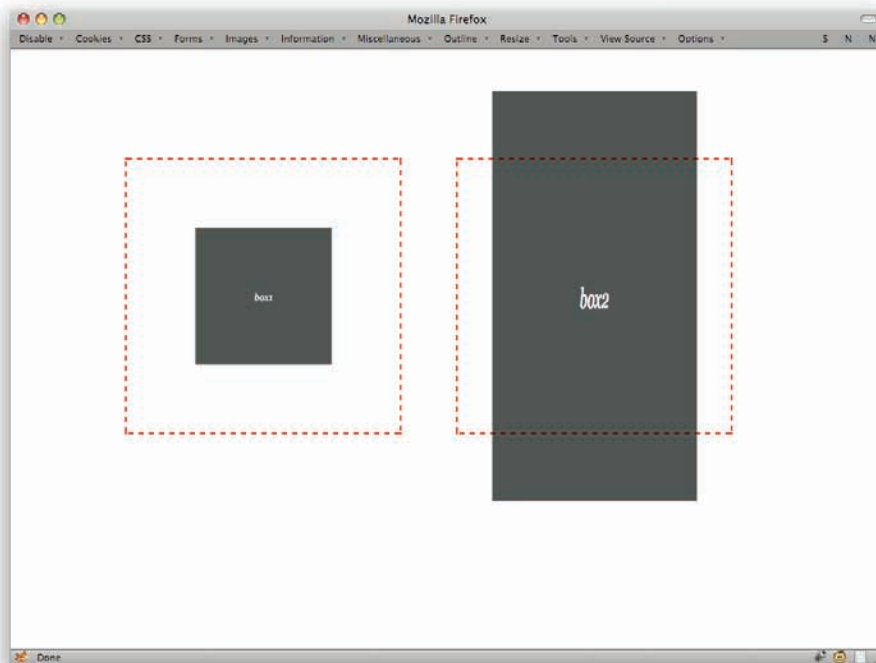 Mozilla Firefox
Disable Cookies CSS Forms Images Information Miscellaneous Outline Resize Tools View Source Options S N N
box1
box2
Done